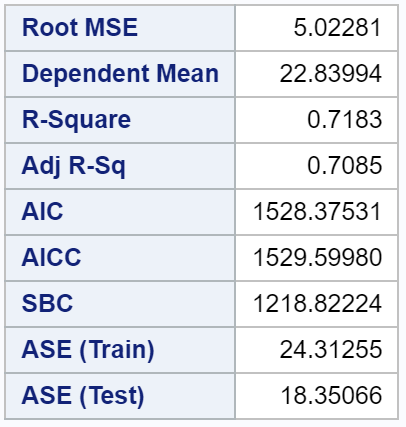 Root MSE 5.02281
Dependent Mean 22.83994
R-Square 0.7183
Adj R-Sq 0.7085
AIC 1528.37531
AICC 1529.59980
SBC 1218.82224
ASE (Train) 24.31255
ASE (Test) 18.35066